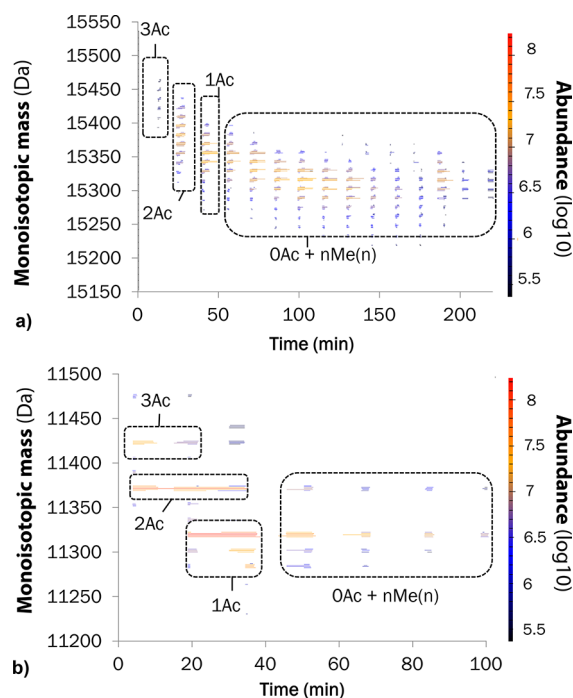 15550
15500
15450
15400
15350
15300
15250
15200
15150
3Ac
1Ac
2Ac
0Ac + nMe(n)
0
50
100
150
200
Time (min)
Monoisotopic mass (Da)
8
7.5
7
6.5
6
5.5
Abundance (log10)
a)
11500
11450
11400
11350
11300
11250
11200
3Ac
2Ac
1Ac
0Ac + nMe(n)
0
20
40
60
80
100
Time (min)
Monoisotopic mass (Da)
8
7.5
7
6.5
6
5.5
Abundance (log10)
b)